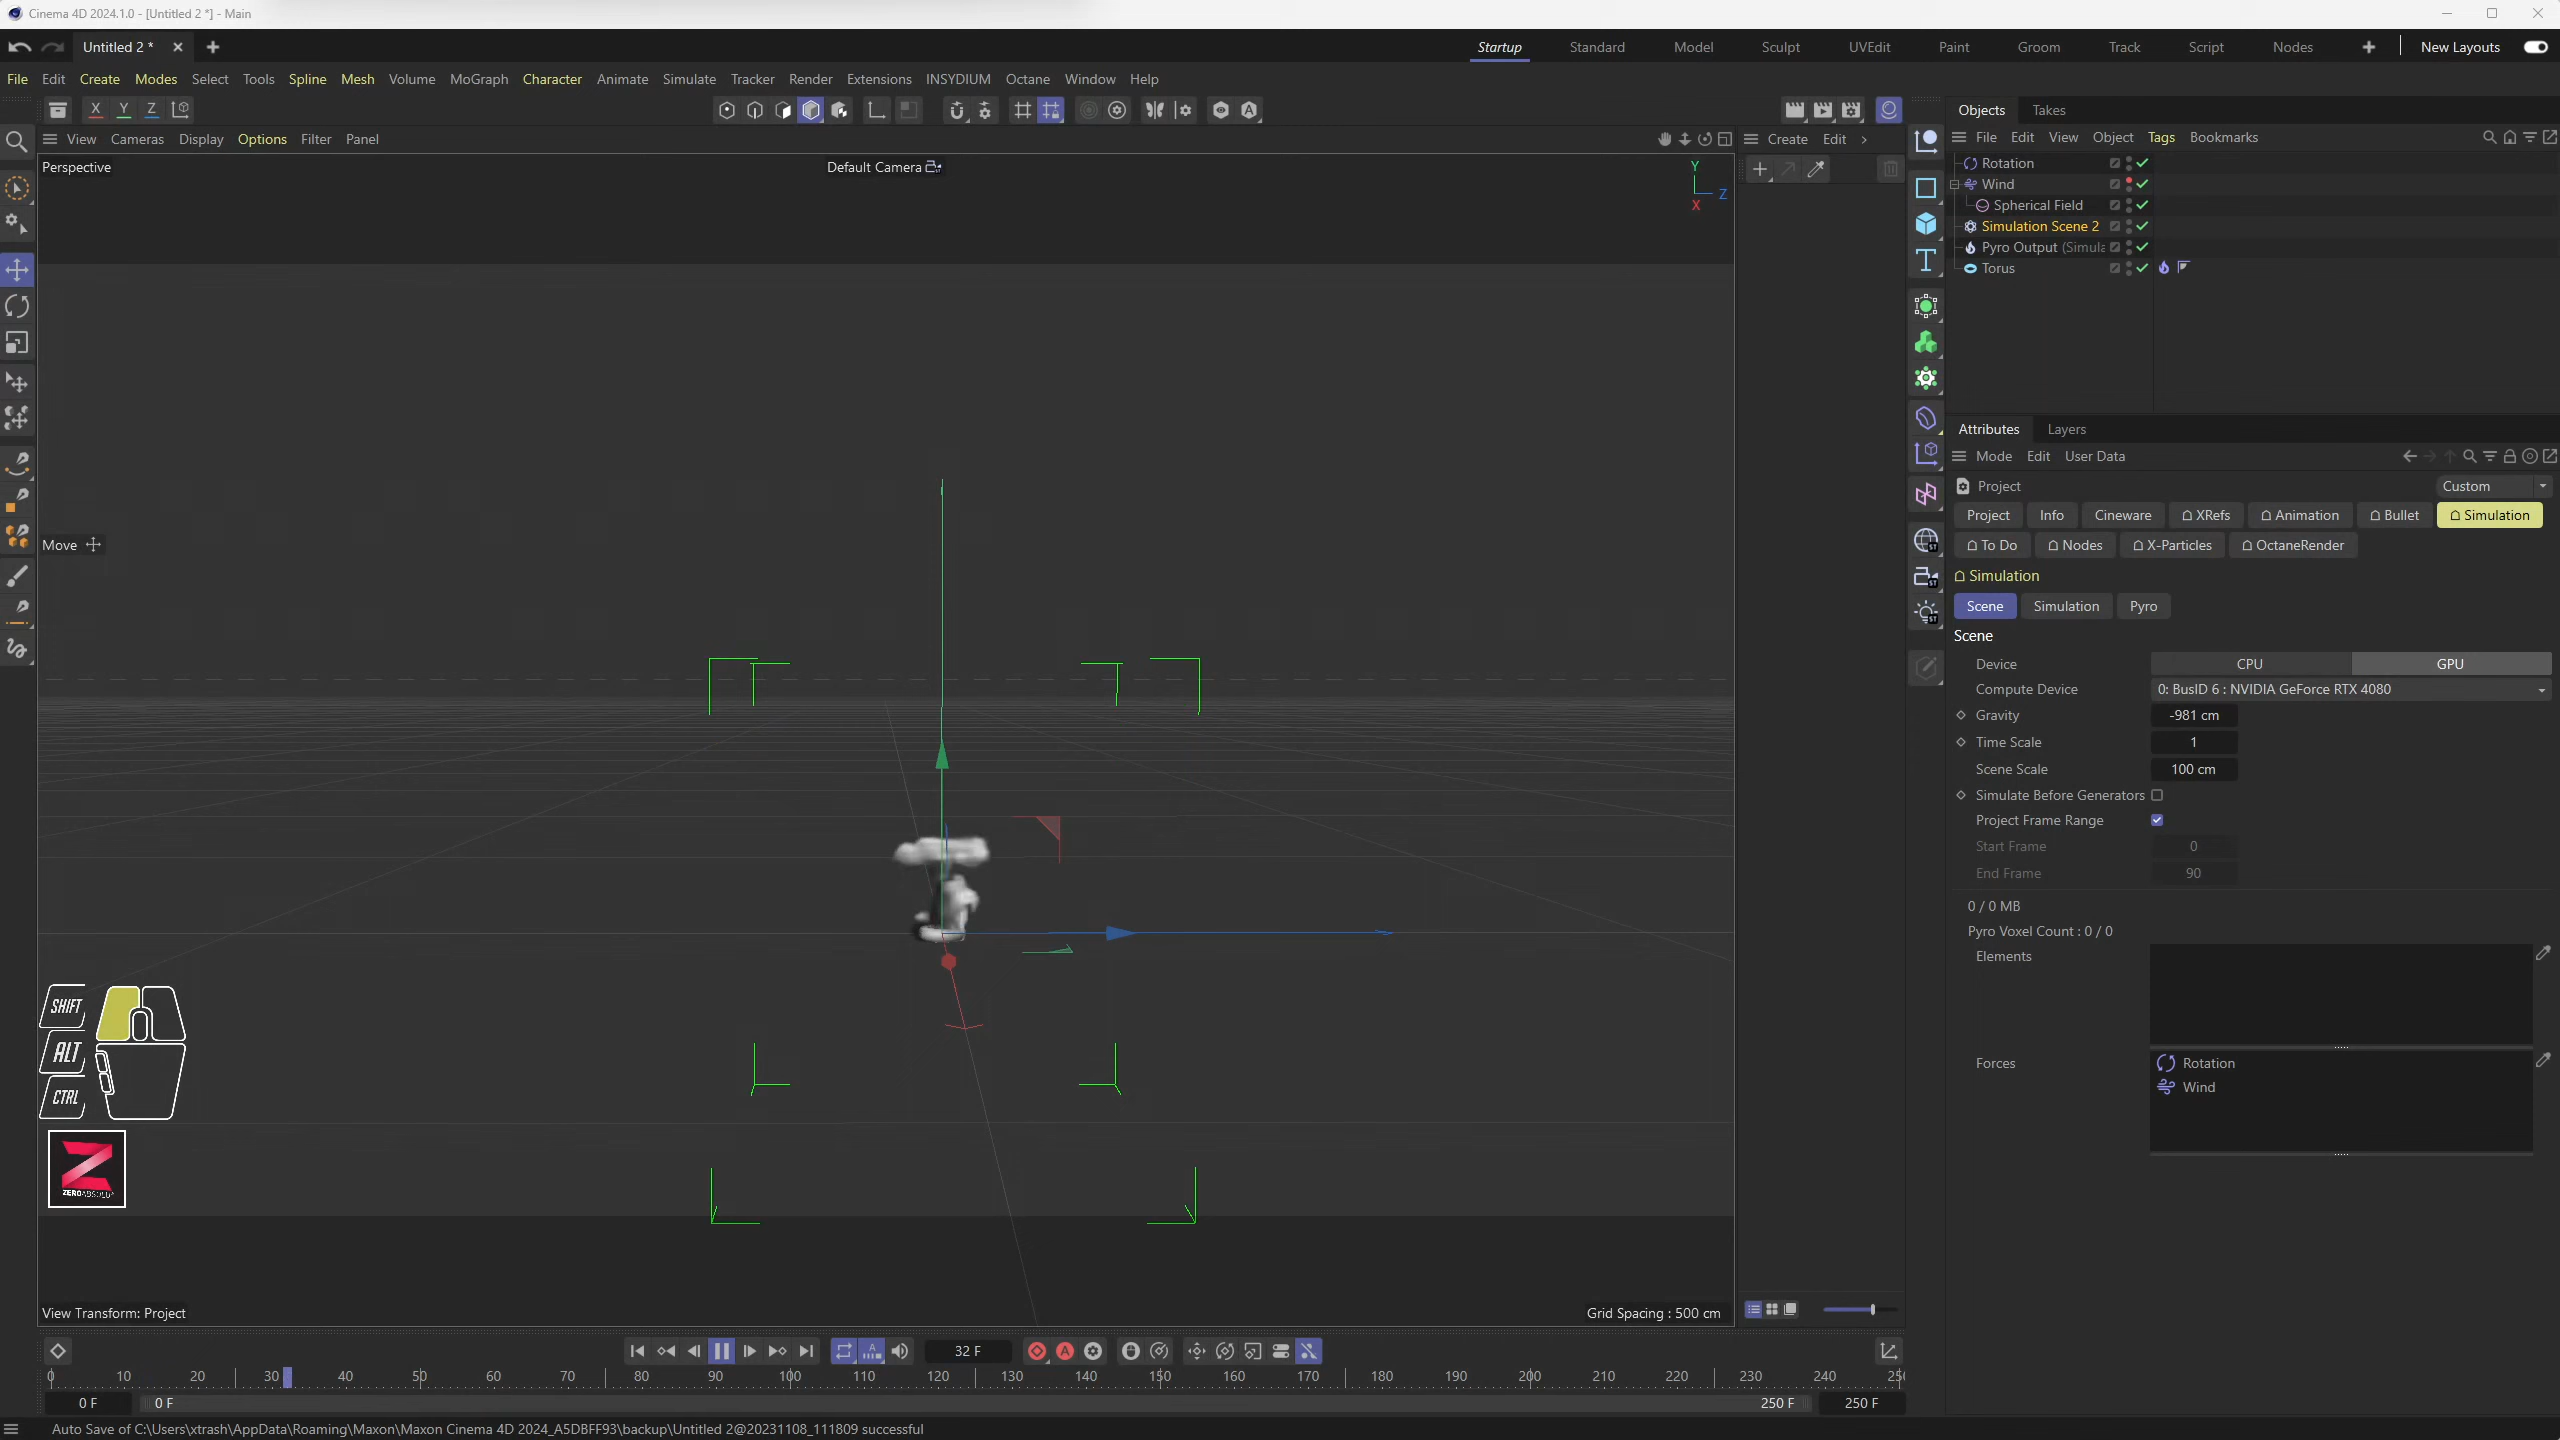 Cinema 4D 2024.1.0 - [Untitled 2 *] - Main
Untitled 2 *
Startup Standard Model Sculpt UVEdit Paint Groom Track Script Nodes New Layouts
File Edit Create Modes Select Tools Spline Mesh Volume MoGraph Character Animate Simulate Tracker Render Extensions INSYDIUM Octane Window Help
X Y Z
Objects Takes
View Cameras Display Options Filter Panel
Create Edit
File Edit View Object Tags Bookmarks
Perspective
Default Camera
Y
Z
X
Rotation
Wind
Spherical Field
Simulation Scene 2
Pyro Output (Simula
Torus
Attributes Layers
Mode Edit User Data
Project
Custom
Project Info Cineware XRefs Animation Bullet Simulation
To Do Nodes X-Particles OctaneRender
Move
Simulation
Scene Simulation Pyro
Scene
Device CPU GPU
Compute Device 0: BusID 6 : NVIDIA GeForce RTX 4080
Gravity -981 cm
Time Scale 1
Scene Scale 100 cm
Simulate Before Generators
Project Frame Range
Start Frame 0
End Frame 90
0 / 0 MB
Pyro Voxel Count : 0 / 0
Elements
Forces
Rotation
Wind
SHIFT
ALT
CTRL
ZEROABSOLU
View Transform: Project
Grid Spacing : 500 cm
32 F
0 10 20 30 40 50 60 70 80 90 100 110 120 130 140 150 160 170 180 190 200 210 220 230 240 25
0 F 0 F 250 F 250 F
Auto Save of C:\Users\xtrash\AppData\Roaming\Maxon\Maxon Cinema 4D 2024_A5DBFF93\backup\Untitled 2@20231108_111809 successful